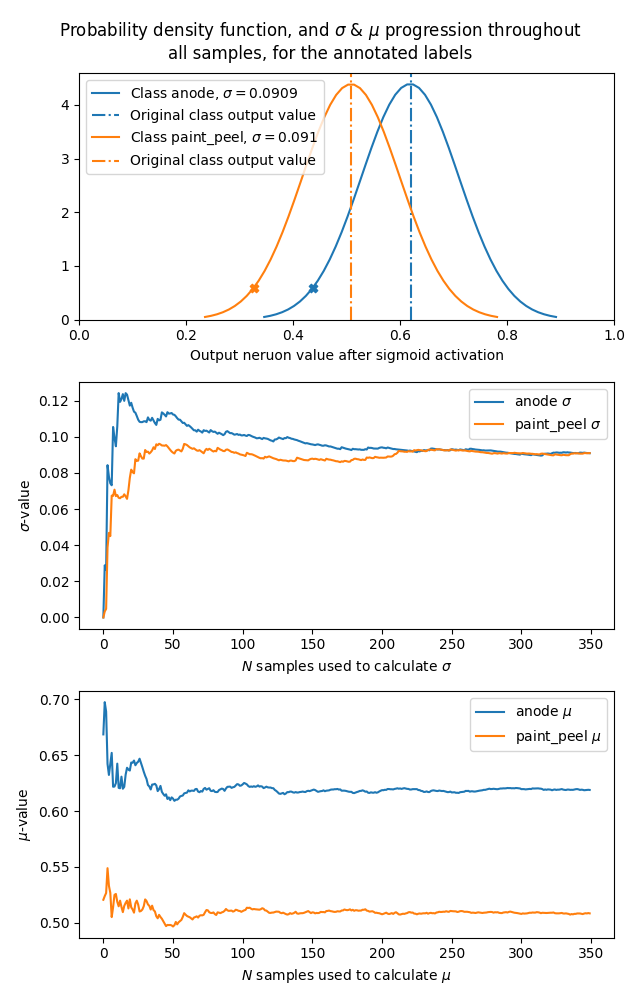 Probability density function, and σ & μ progression throughout
all samples, for the annotated labels
Class anode, σ = 0.0909
Original class output value
Class paint_peel, σ = 0.091
Original class output value
4
3
2
1
0
0.0 0.2 0.4 0.6 0.8 1.0
Output neruon value after sigmoid activation
anode σ
paint_peel σ
0.12
0.10
0.08
0.06
0.04
0.02
0.00
σ-value
0 50 100 150 200 250 300 350
N samples used to calculate σ
anode μ
paint_peel μ
0.70
0.65
0.60
0.55
0.50
μ-value
0 50 100 150 200 250 300 350
N samples used to calculate μ